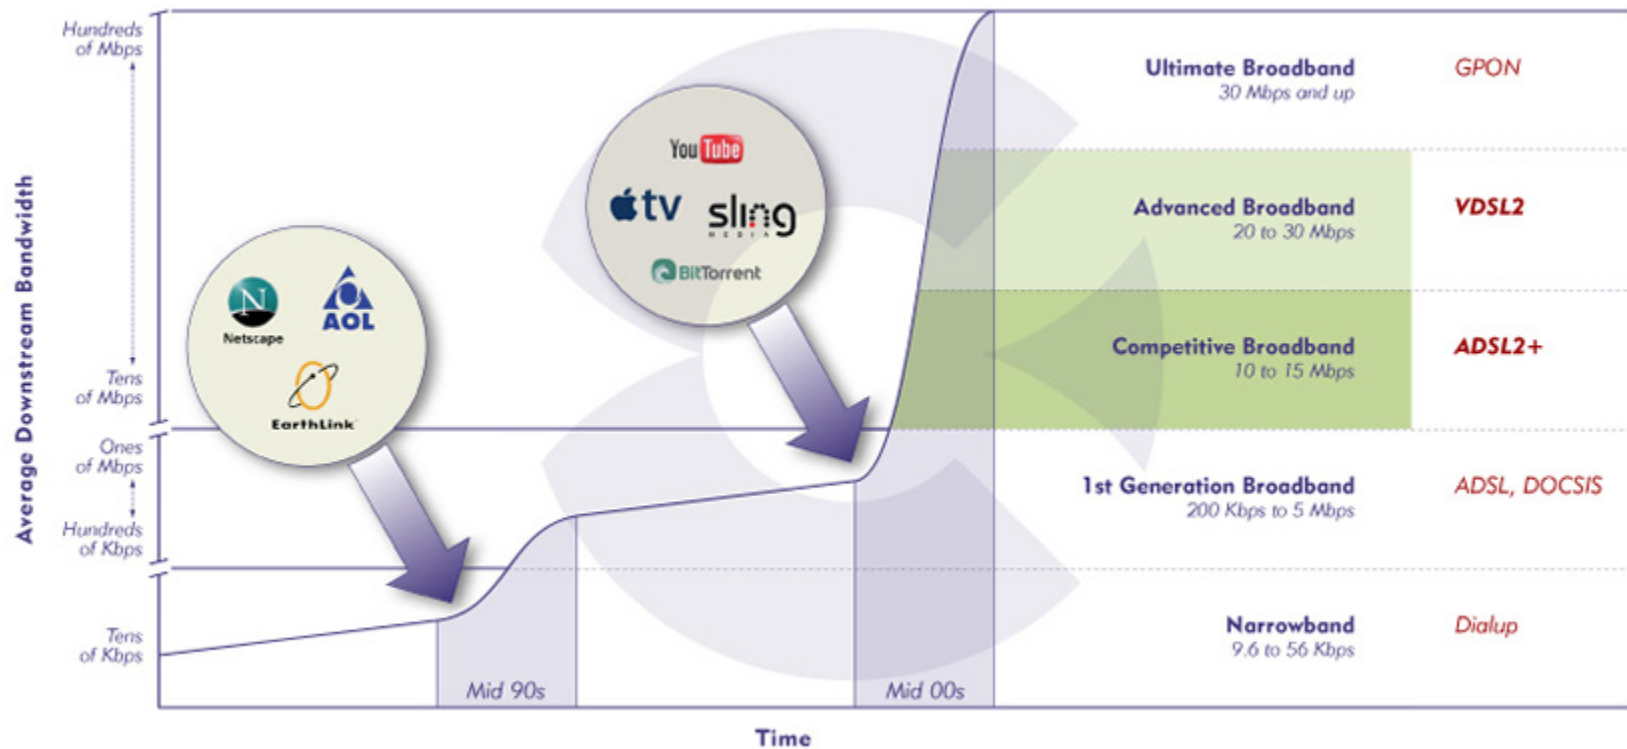 Hundreds
of Mbps
Tens
of Mbps
Ones
of Mbps
Hundreds
of Kbps
Tens
of Kbps
Average Downstream Bandwidth
N
Netscape
AOL
EarthLink
YouTube
tv
sling
MEDIA
BitTorrent
Mid 90s
Mid 00s
Time
Ultimate Broadband
30 Mbps and up
GPON
Advanced Broadband
20 to 30 Mbps
VDSL2
Competitive Broadband
10 to 15 Mbps
ADSL2+
1st Generation Broadband
200 Kbps to 5 Mbps
ADSL, DOCSIS
Narrowband
9.6 to 56 Kbps
Dialup